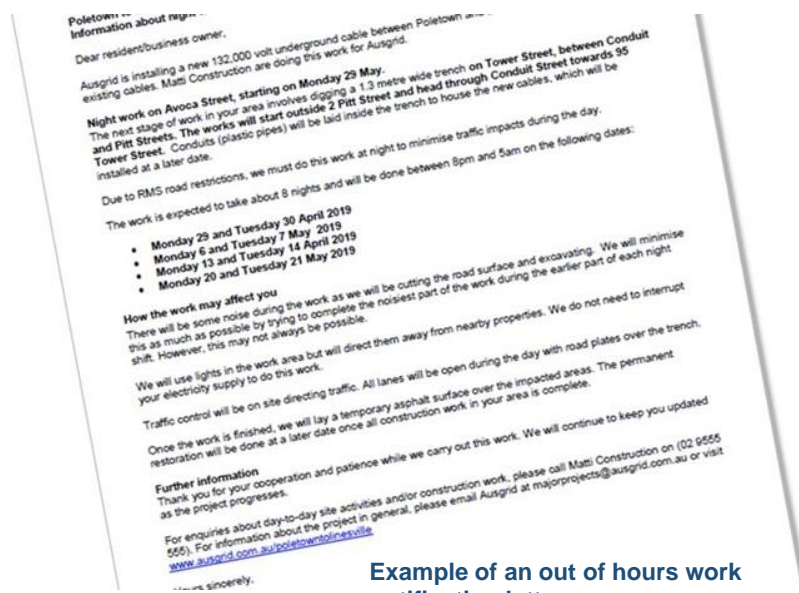 Poletown to
Information about night
Dear resident/business owner,
Ausgrid is installing a new 132,000 volt underground cable between Poletown and
existing cables. Matti Construction are doing this work for Ausgrid.
Night work on Avoca Street, starting on Monday 29 May.
The next stage of work in your area involves digging a 1.3 metre wide trench on Tower Street, between Conduit
and Pitt Streets. The works will start outside 2 Pitt Street and head through Conduit Street towards 95
Tower Street. Conduits (plastic pipes) will be laid inside the trench to house the new cables, which will be
installed at a later date.
Due to RMS road restrictions, we must do this work at night to minimise traffic impacts during the day.
The work is expected to take about 8 nights and will be done between 8pm and 5am on the following dates:
• Monday 29 and Tuesday 30 April 2019
• Monday 6 and Tuesday 7 May 2019
• Monday 13 and Tuesday 14 April 2019
• Monday 20 and Tuesday 21 May 2019
How the work may affect you
There will be some noise during the work as we will be cutting the road surface and excavating. We will minimise
this as much as possible by trying to complete the noisiest part of the work during the earlier part of each night
shift. However, this may not always be possible.
We will use lights in the work area but will direct them away from nearby properties. We do not need to interrupt
your electricity supply to do this work.
Traffic control will be on site directing traffic. All lanes will be open during the day with road plates over the trench.
Once the work is finished, we will lay a temporary asphalt surface over the impacted areas. The permanent
restoration will be done at a later date once all construction work in your area is complete.
Further information
Thank you for your cooperation and patience while we carry out this work. We will continue to keep you updated
as the project progresses.
For enquiries about day-to-day site activities and/or construction work, please call Matti Construction on (02 9555
555). For information about the project in general, please email Ausgrid at majorprojects@ausgrid.com.au or visit
www.ausgrid.com.au/poletowntolinesville
Yours sincerely,
Example of an out of hours work